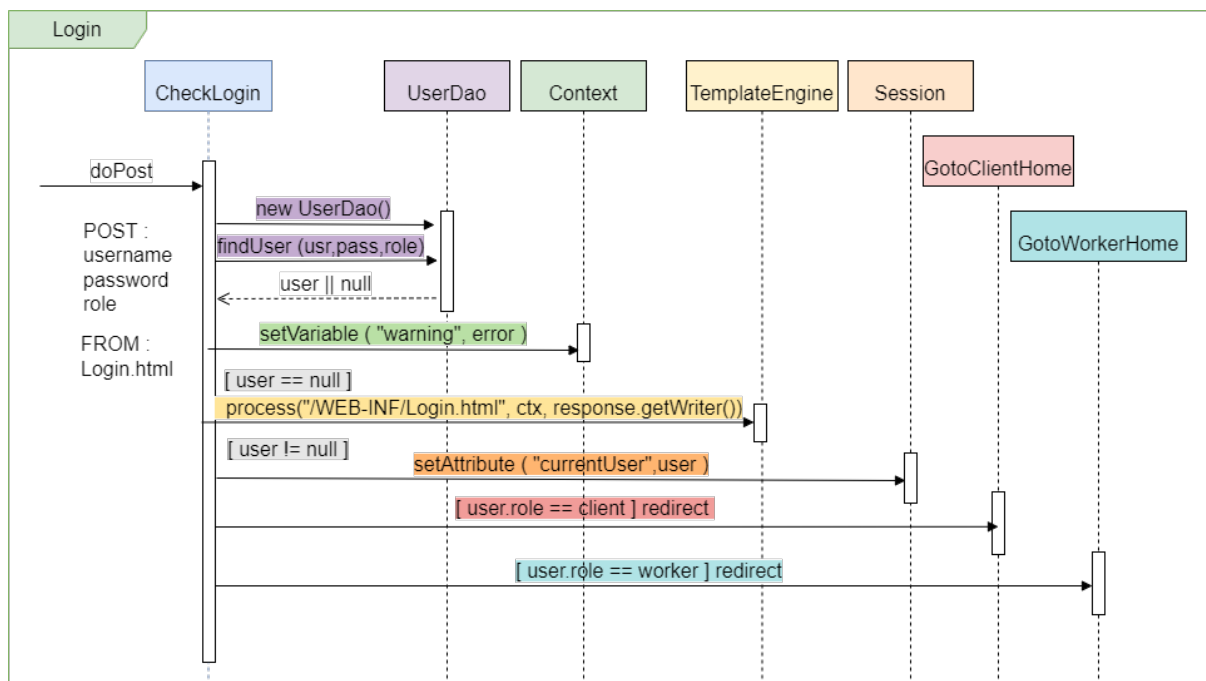 Login
CheckLogin
UserDao
Context
TemplateEngine
Session
GotoClientHome
GotoWorkerHome
doPost
new UserDao()
POST :
username
password
role
findUser (usr,pass,role)
user || null
FROM :
Login.html
setVariable ( "warning", error )
[ user == null ]
process("/WEB-INF/Login.html", ctx, response.getWriter())
[ user != null ]
setAttribute ( "currentUser",user )
[ user.role == client ] redirect
[ user.role == worker ] redirect